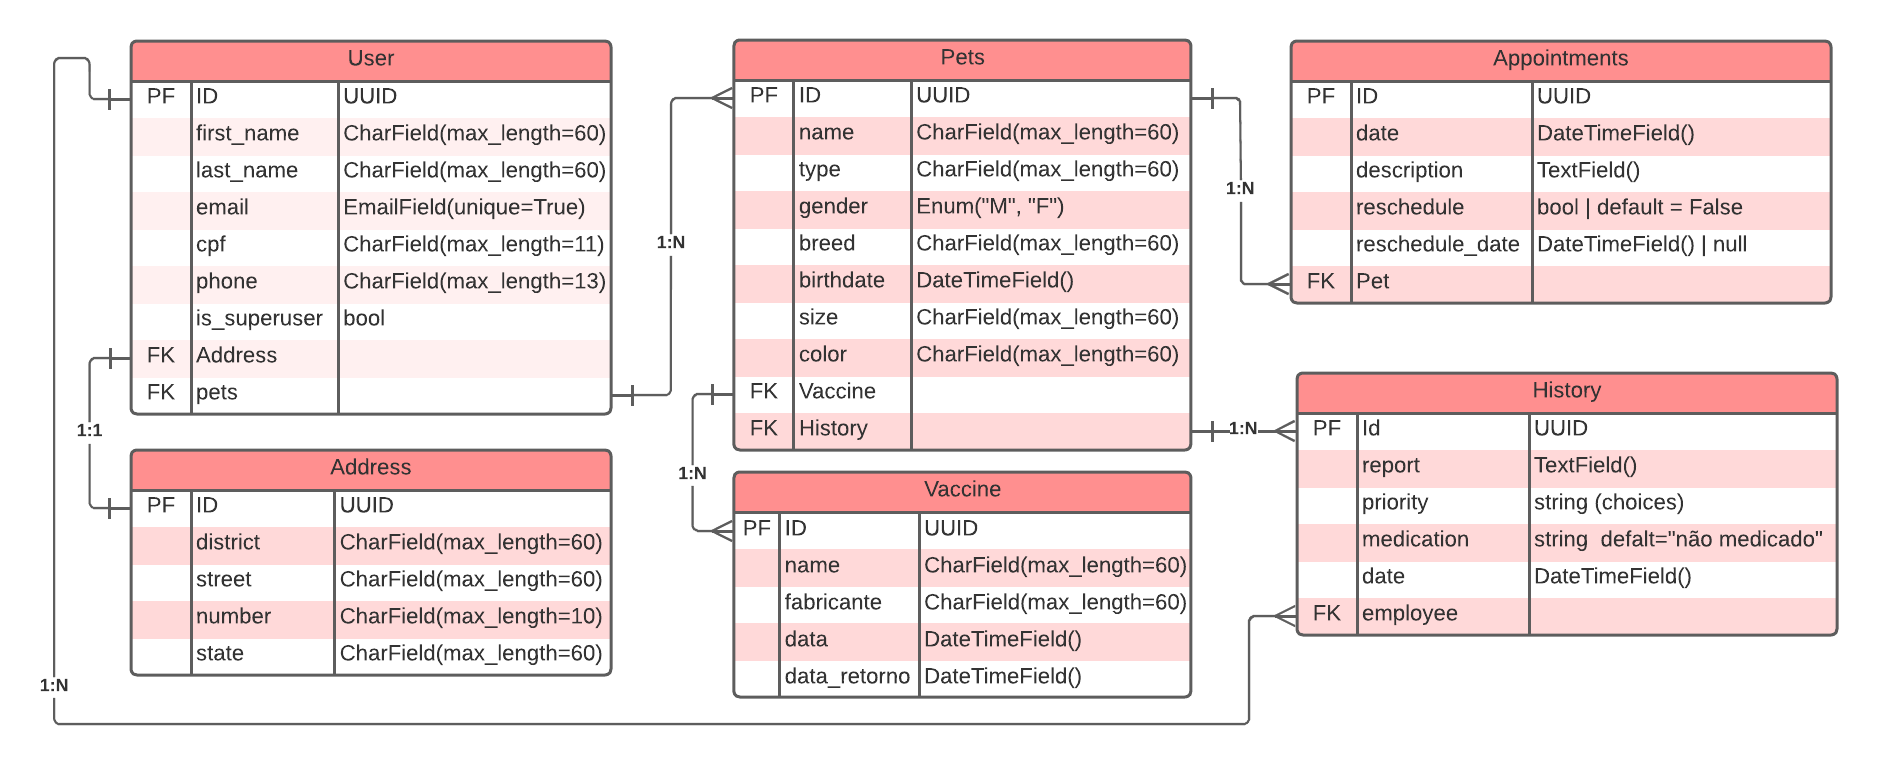 User
PF ID UUID
first_name CharField(max_length=60)
last_name CharField(max_length=60)
email EmailField(unique=True)
cpf CharField(max_length=11)
phone CharField(max_length=13)
is_superuser bool
FK Address
FK pets
1:1
1:N
Address
PF ID UUID
district CharField(max_length=60)
street CharField(max_length=60)
number CharField(max_length=10)
state CharField(max_length=60)
1:N
Pets
PF ID UUID
name CharField(max_length=60)
type CharField(max_length=60)
gender Enum("M", "F")
breed CharField(max_length=60)
birthdate DateTimeField()
size CharField(max_length=60)
color CharField(max_length=60)
FK Vaccine
FK History
1:N
Vaccine
PF ID UUID
name CharField(max_length=60)
fabricante CharField(max_length=60)
data DateTimeField()
data_retorno DateTimeField()
1:N
Appointments
PF ID UUID
date DateTimeField()
description TextField()
reschedule bool | default = False
reschedule_date DateTimeField() | null
FK Pet
1:N
History
PF Id UUID
report TextField()
priority string (choices)
medication string defalt="não medicado"
date DateTimeField()
FK employee